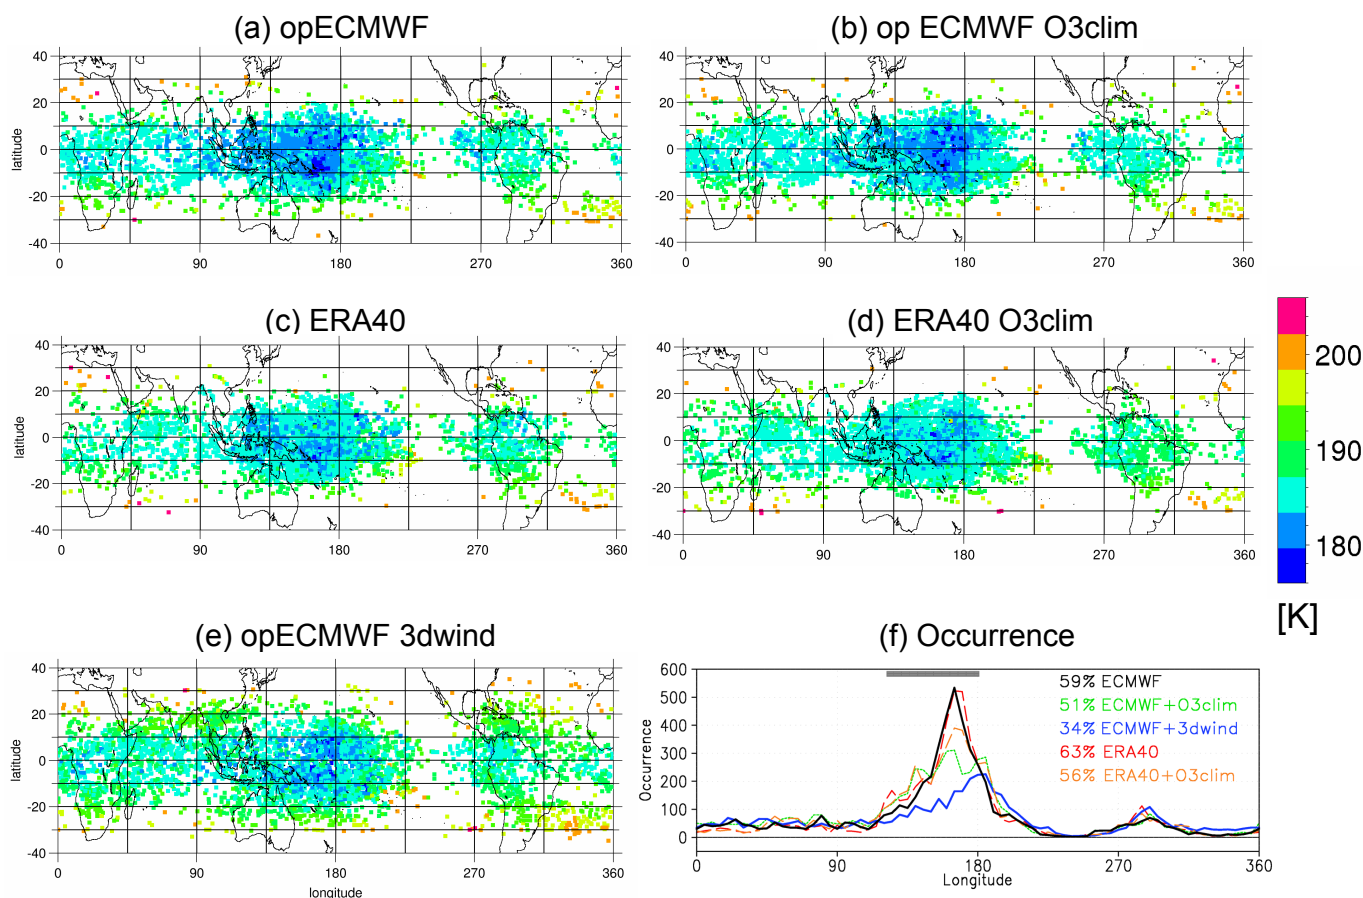 (a) opECMWF
(b) op ECMWF O3clim
40
20
0
-20
-40
latitude
0 90 180 270 360
40
20
0
-20
-40
0 90 180 270 360
(c) ERA40
(d) ERA40 O3clim
40
20
0
-20
-40
latitude
0 90 180 270 360
40
20
0
-20
-40
0 90 180 270 360
200
190
180
[K]
(e) opECMWF 3dwind
(f) Occurrence
40
20
0
-20
-40
latitude
0 90 180 270 360
longitude
600
500
400
300
200
100
0
Occurrence
59% ECMWF
51% ECMWF+O3clim
34% ECMWF+3dwind
63% ERA40
56% ERA40+O3clim
0 90 180 270 360
Longitude